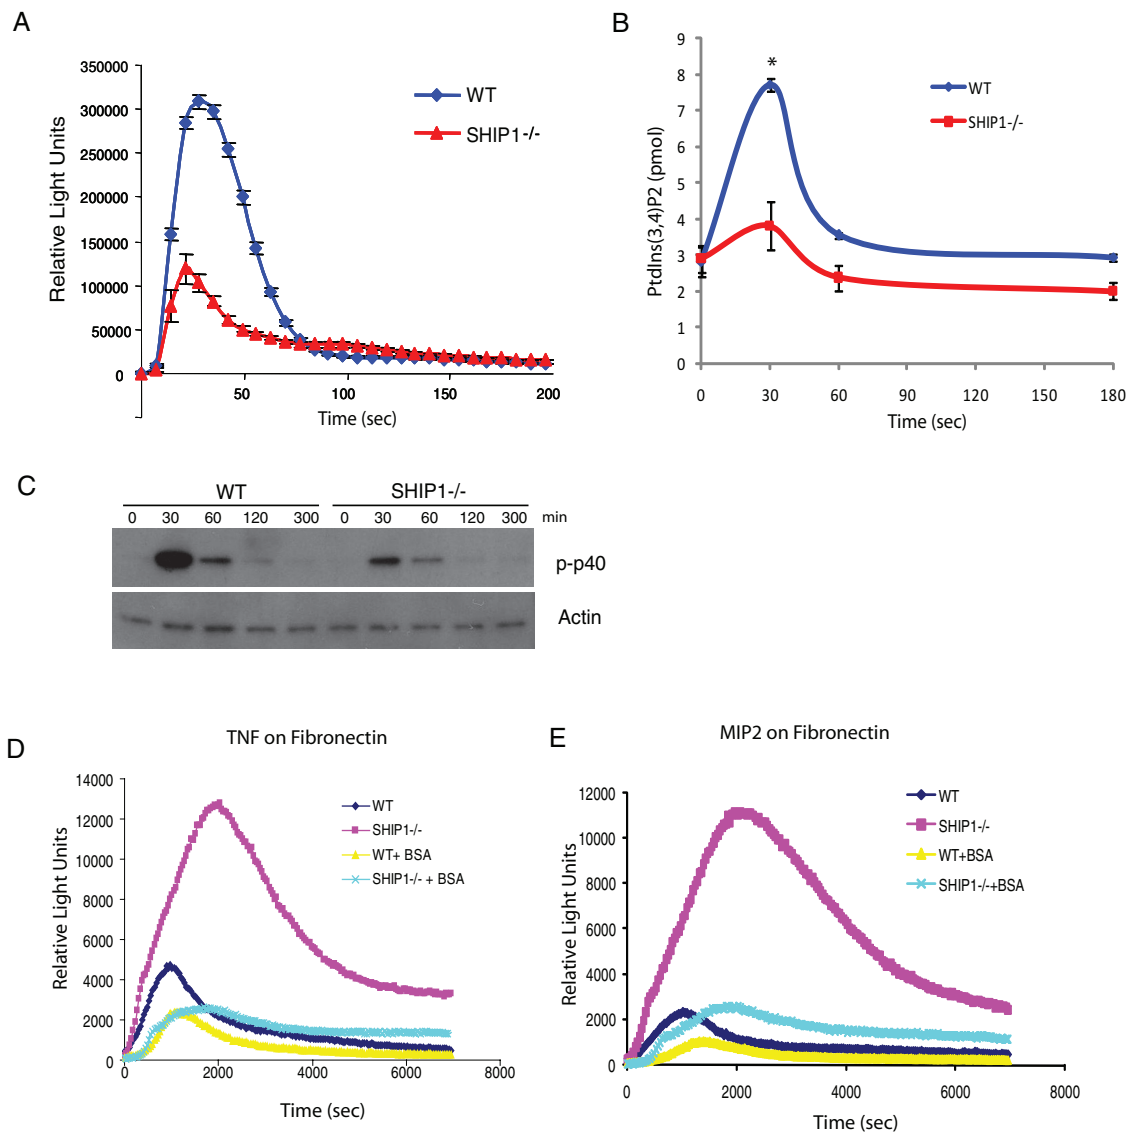 A
350000
300000
250000
200000
150000
100000
50000
0
Relative Light Units
50 100 150 200
Time (sec)
WT
SHIP1-/-
B
9
8
7
6
5
4
3
2
1
0
PtdIns(3,4)P2 (pmol)
*
0 30 60 90 120 150 180
Time (sec)
WT
SHIP1-/-
C
WT SHIP1-/-
0 30 60 120 300 0 30 60 120 300 min
p-p40
Actin
D
TNF on Fibronectin
14000
12000
10000
8000
6000
4000
2000
0
Relative Light Units
0 2000 4000 6000 8000
Time (sec)
WT
SHIP1-/-
WT+ BSA
SHIP1-/- + BSA
E
MIP2 on Fibronectin
12000
10000
8000
6000
4000
2000
0
Relative Light Units
0 2000 4000 6000 8000
Time (sec)
WT
SHIP1-/-
WT+BSA
SHIP1-/-+BSA